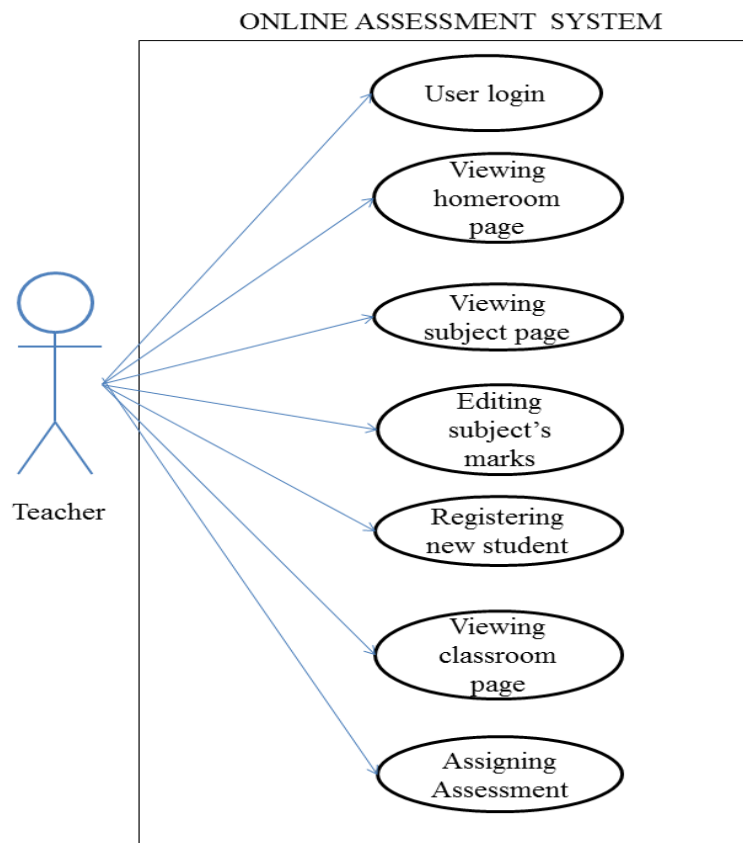 ONLINE ASSESSMENT SYSTEM
User login
Viewing
homeroom
page
Viewing
subject page
Editing
subject’s
marks
Teacher
Registering
new student
Viewing
classroom
page
Assigning
Assessment